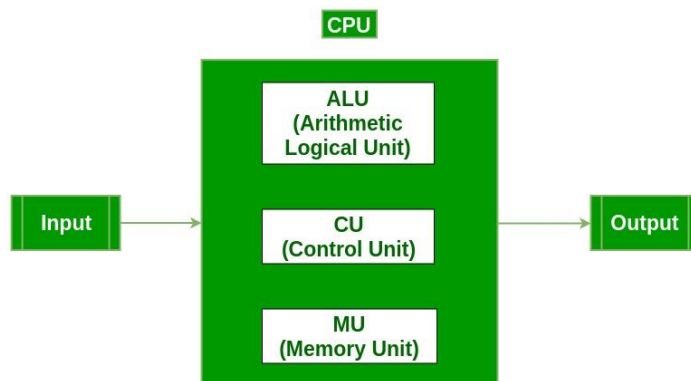 CPU
ALU
(Arithmetic
Logical Unit)
Input
CU
(Control Unit)
Output
MU
(Memory Unit)